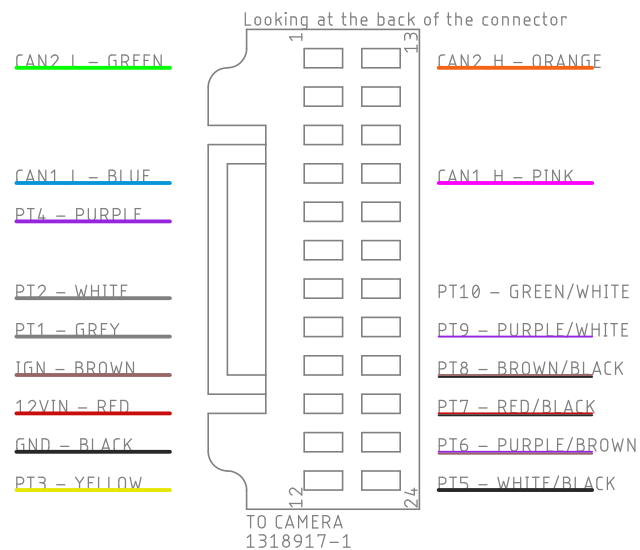 Looking at the back of the connector
1 13
CAN2 L - GREEN
CAN2 H - ORANGE
CAN1 L - BLUE
CAN1 H - PINK
PT4 - PURPLE
PT2 - WHITE
PT10 - GREEN/WHITE
PT1 - GREY
PT9 - PURPLE/WHITE
IGN - BROWN
PT8 - BROWN/BLACK
12VIN - RED
PT7 - RED/BLACK
GND - BLACK
PT6 - PURPLE/BROWN
PT3 - YELLOW
PT5 - WHITE/BLACK
12 24
TO CAMERA
1318917-1